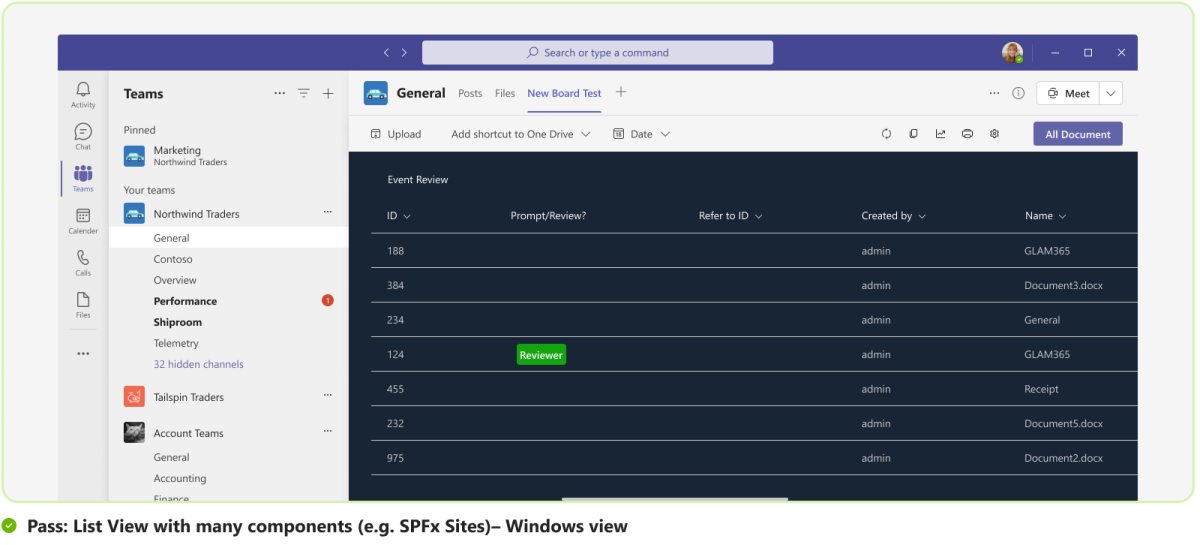 Search or type a command
Activity
Chat
Teams
Calender
Calls
Files
Teams
Pinned
Marketing
Northwind Traders
Your teams
Northwind Traders
General
Contoso
Overview
Performance 1
Shiproom
Telemetry
32 hidden channels
Tailspin Traders
Account Teams
General
Accounting
Finance
General Posts Files New Board Test
Meet
Upload Add shortcut to One Drive Date
All Document
Event Review
ID Prompt/Review? Refer to ID Created by Name
188 admin GLAM365
384 admin Document3.docx
234 admin General
124 Reviewer admin GLAM365
455 admin Receipt
232 admin Document5.docx
975 admin Document2.docx
Pass: List View with many components (e.g. SPFx Sites)– Windows view